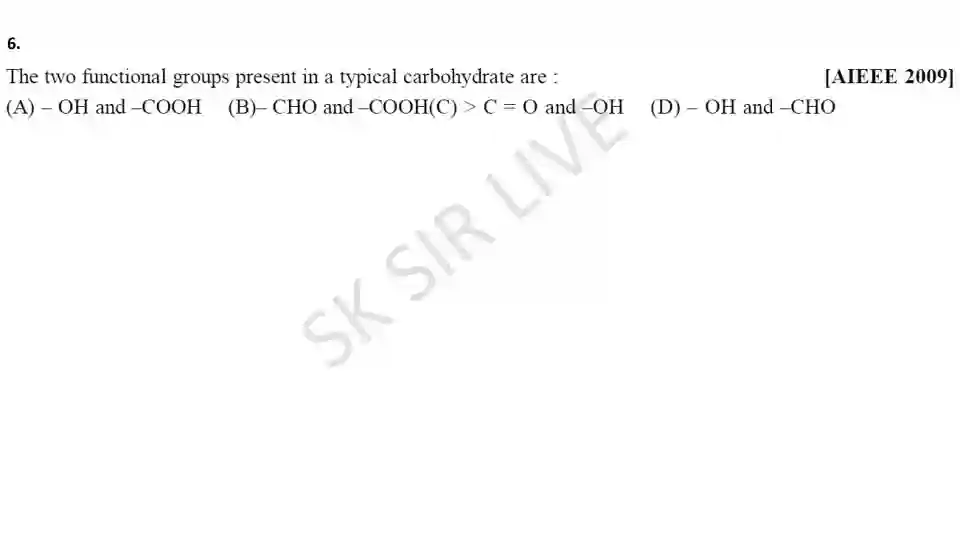 6.
The two functional groups present in a typical carbohydrate are : [AIEEE 2009]
(A) – OH and –COOH (B)– CHO and –COOH(C) > C = O and –OH (D) – OH and –CHO
SK SIR LIVE